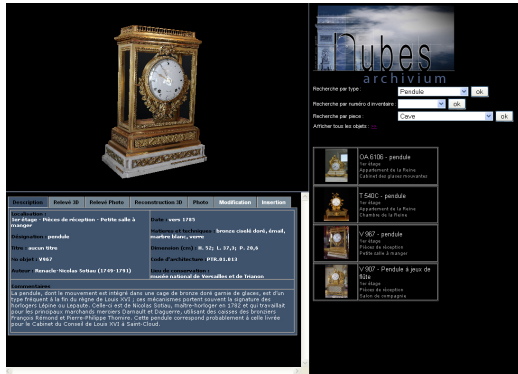 Nubes
archivium
Recherche par type :
Pendule
ok
Recherche par numéro d inventaire :
ok
Recherche par piece :
Cave
ok
Afficher tous les objets :
OA 6106 - pendule
1er étage
Appartement de la Reine
Cabinet des glaces mouvantes
T 540C - pendule
1er étage
Appartement de la Reine
Chambre de la Reine
V 967 - pendule
1er étage
Pièces de réception
Petite salle à manger
V 907 - Pendule à jeux de flûte
1er étage
Pièces de réception
Salon de compagnie
Description Relevé 3D Relevé Photo Reconstruction 3D Photo Modification Insertion
Localisation :
1er étage - Pièces de réception - Petite salle à manger
Date : vers 1785
Désignation : pendule
Matieres et techniques : bronze ciselé doré, émail, marbre blanc, verre
Titre : aucun titre
Dimension (cm) : H. 52; L. 37,3; P. 20,6
No objet : V967
Code d'architecture PTR.01.013
Auteur : Renacle-Nicolas Sotiau (1749-1791)
Lieu de conservation :
musée national de Versailles et de Trianon
Commentaires
La pendule, dont le mouvement est intégré dans une cage de bronze doré garnie de glaces, est d'un
type fréquent à la fin du règne de Louis XVI ; ses mécanismes portent souvent la signature des
horlogers Lépine ou Lepaute. Celle-ci est de Nicolas Sotiau, maître-horloger en 1782 et qui travaillait
pour les principaux marchands merciers Darnault et Daguerre, utilisant des caisses des bronziers
François Rémond et Pierre-Philippe Thomire. Cette pendule correspond probablement à celle livrée
pour le Cabinet du Conseil de Louis XVI à Saint-Cloud.